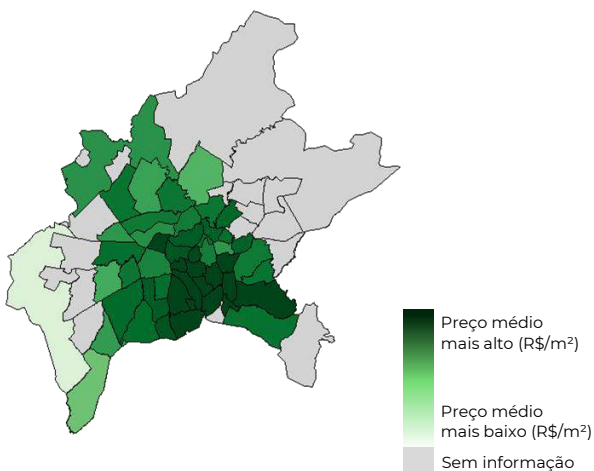 Preço médio
mais alto (R$/m²)
Preço médio
mais baixo (R$/m²)
Sem informação